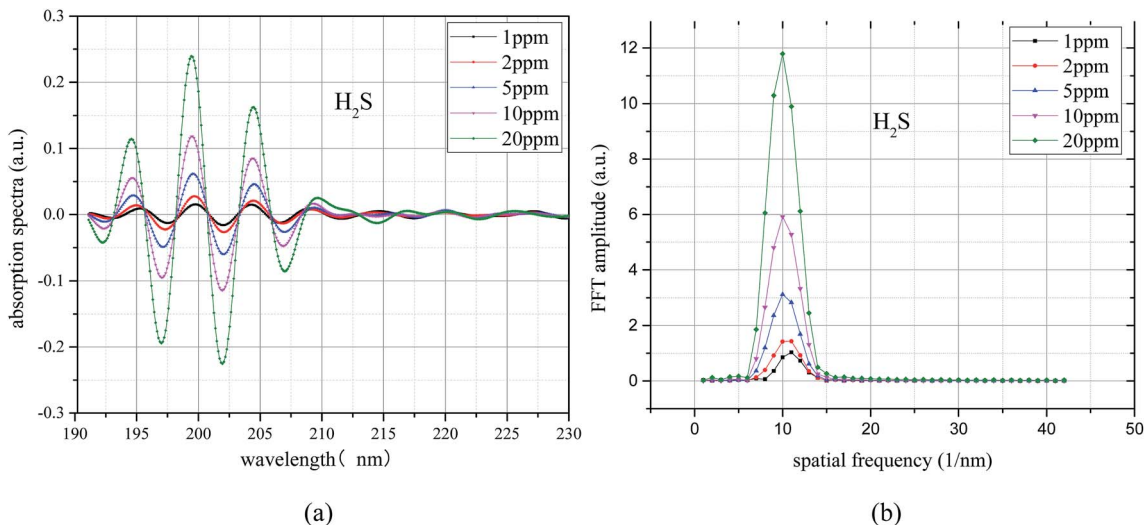 0.3
0.2
0.1
0.0
-0.1
-0.2
-0.3
190 195 200 205 210 215 220 225 230
absorption spectra (a.u.)
wavelength( nm)
H2S
1ppm
2ppm
5ppm
10ppm
20ppm
(a)
12
10
8
6
4
2
0
0 10 20 30 40 50
FFT amplitude (a.u.)
spatial frequency (1/nm)
H2S
1ppm
2ppm
5ppm
10ppm
20ppm
(b)